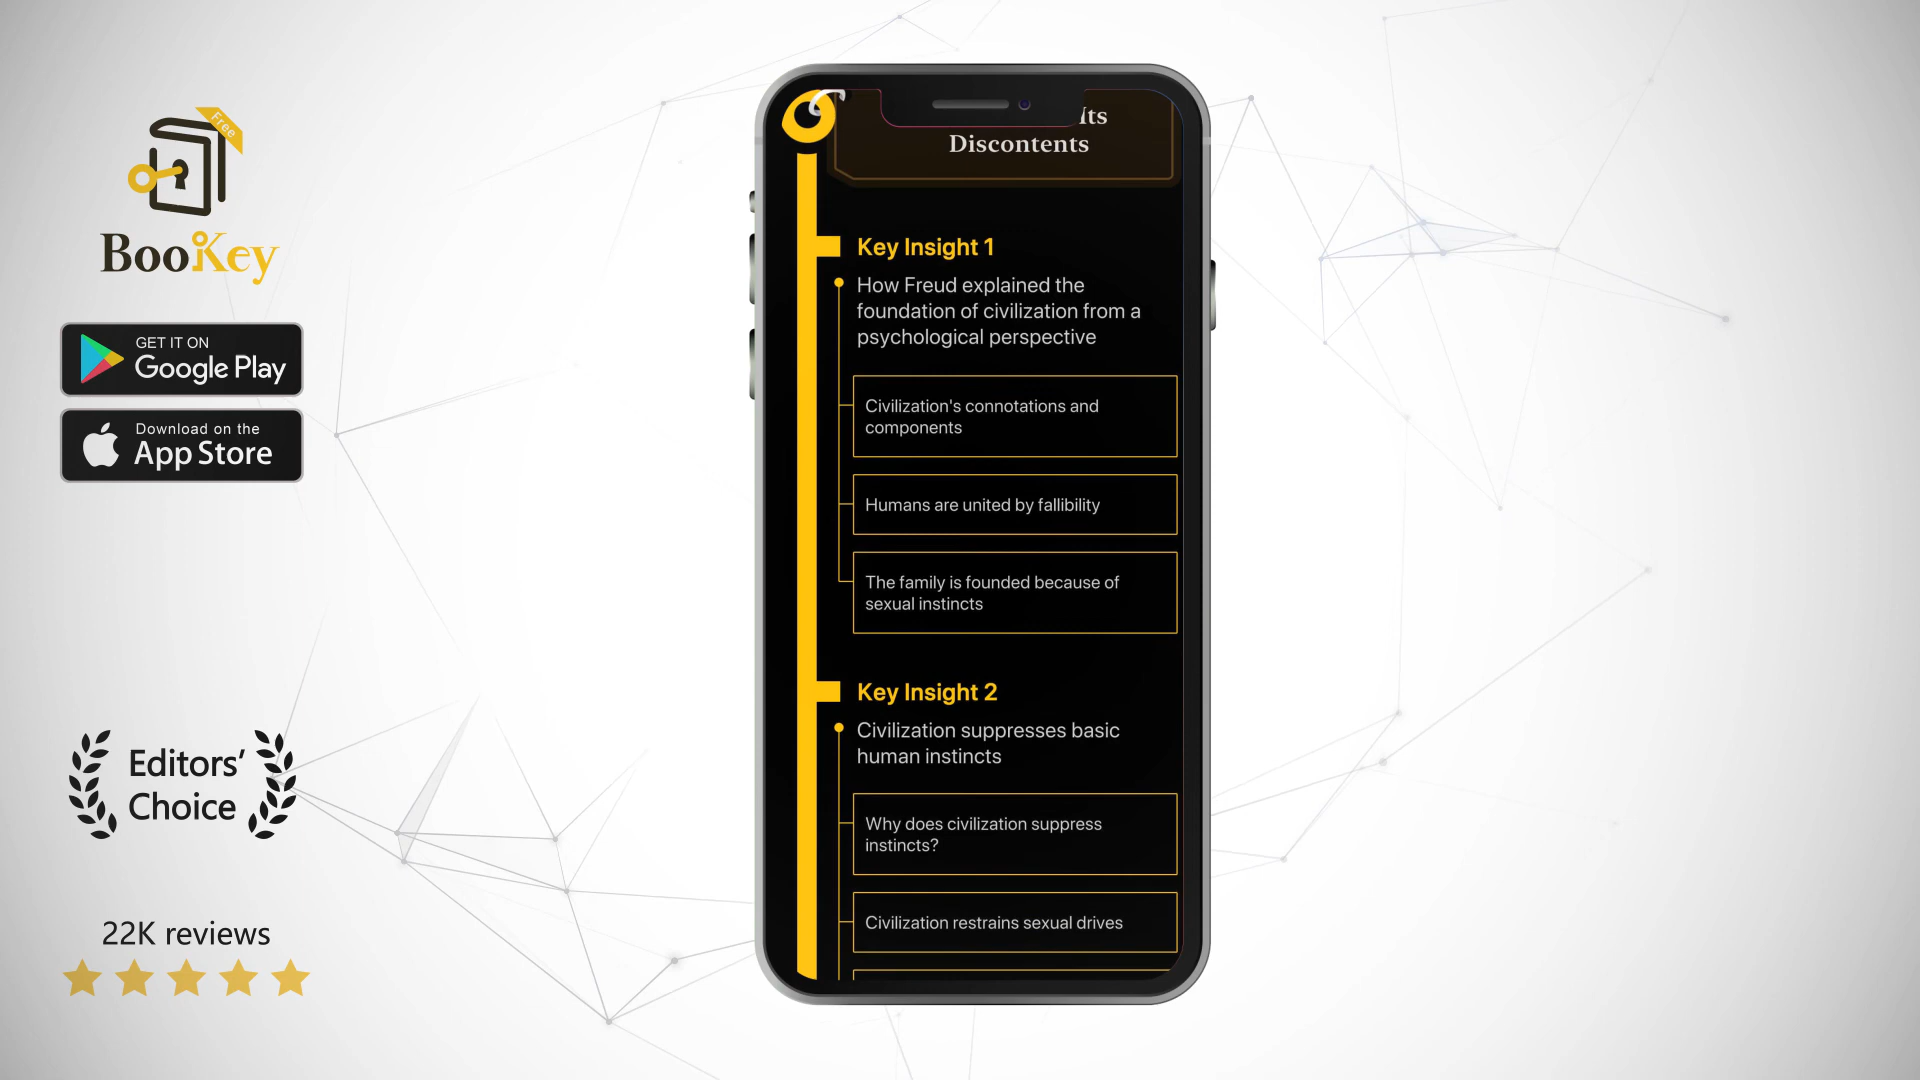 Free
BooKey
GET IT ON
Google Play
Download on the
App Store
Editors'
Choice
22K reviews
Its
Discontents
Key Insight 1
How Freud explained the
foundation of civilization from a
psychological perspective
Civilization's connotations and
components
Humans are united by fallibility
The family is founded because of
sexual instincts
Key Insight 2
Civilization suppresses basic
human instincts
Why does civilization suppress
instincts?
Civilization restrains sexual drives